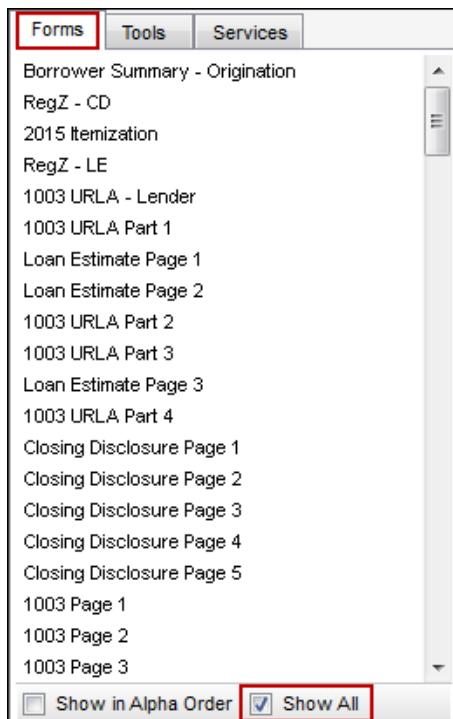 Forms Tools Services
Borrower Summary - Origination
RegZ - CD
2015 Itemization
RegZ - LE
1003 URLA - Lender
1003 URLA Part 1
Loan Estimate Page 1
Loan Estimate Page 2
1003 URLA Part 2
1003 URLA Part 3
Loan Estimate Page 3
1003 URLA Part 4
Closing Disclosure Page 1
Closing Disclosure Page 2
Closing Disclosure Page 3
Closing Disclosure Page 4
Closing Disclosure Page 5
1003 Page 1
1003 Page 2
1003 Page 3
Show in Alpha Order Show All